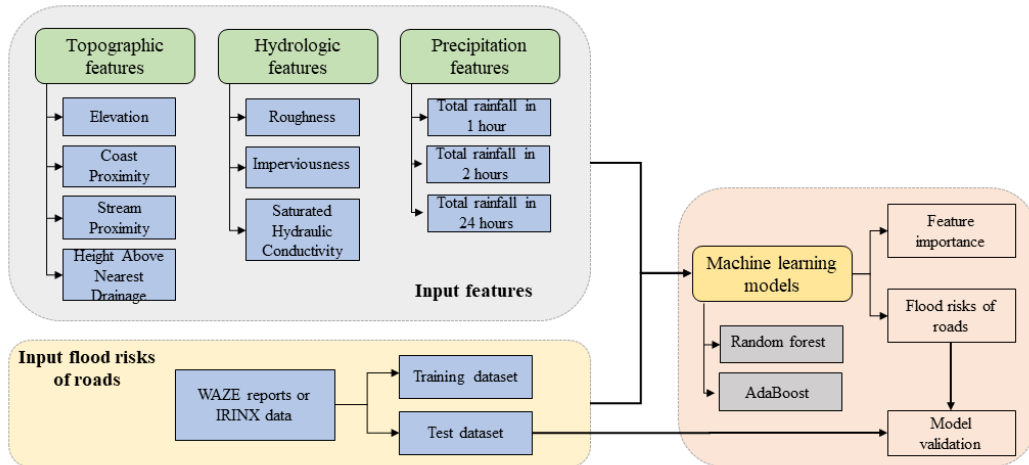 Topographic
features
Elevation
Coast
Proximity
Stream
Proximity
Height Above
Nearest
Drainage
Hydrologic
features
Roughness
Imperviousness
Saturated
Hydraulic
Conductivity
Precipitation
features
Total rainfall in
1 hour
Total rainfall in
2 hours
Total rainfall in
24 hours
Input features
Input flood risks
of roads
WAZE reports or
IRINX data
Training dataset
Test dataset
Machine learning
models
Random forest
AdaBoost
Feature
importance
Flood risks of
roads
Model
validation